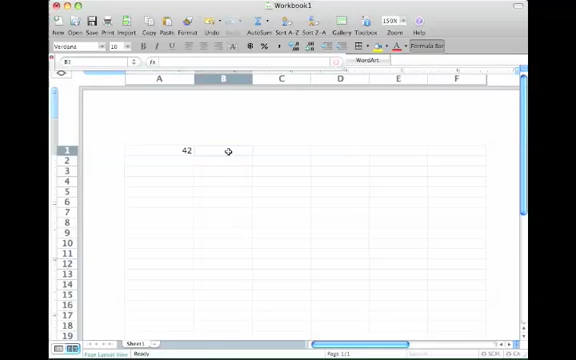 Workbook1
New Open Save Print Import Copy Paste Format Undo Redo AutoSum Sort A-Z Sort Z-A Gallery Toolbox Zoom Help
150%
Verdana 10 B I U $ % A Formula Bar
B1 fx WordArt
A B C D E F
1 42
2
3
4
5
6
7
8
9
10
11
12
13
14
15
16
17
18
19
Sheet1
Page Layout View Ready Page 1/1 SCRL CA